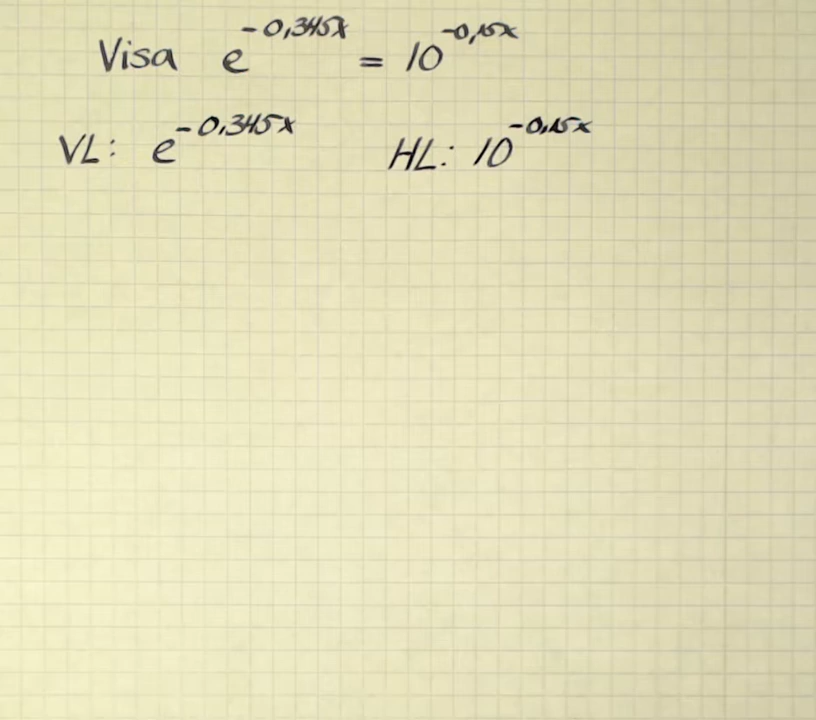 Visa e^-0,345x = 10^-0,15x
VL: e^-0,345x HL: 10^-0,15x